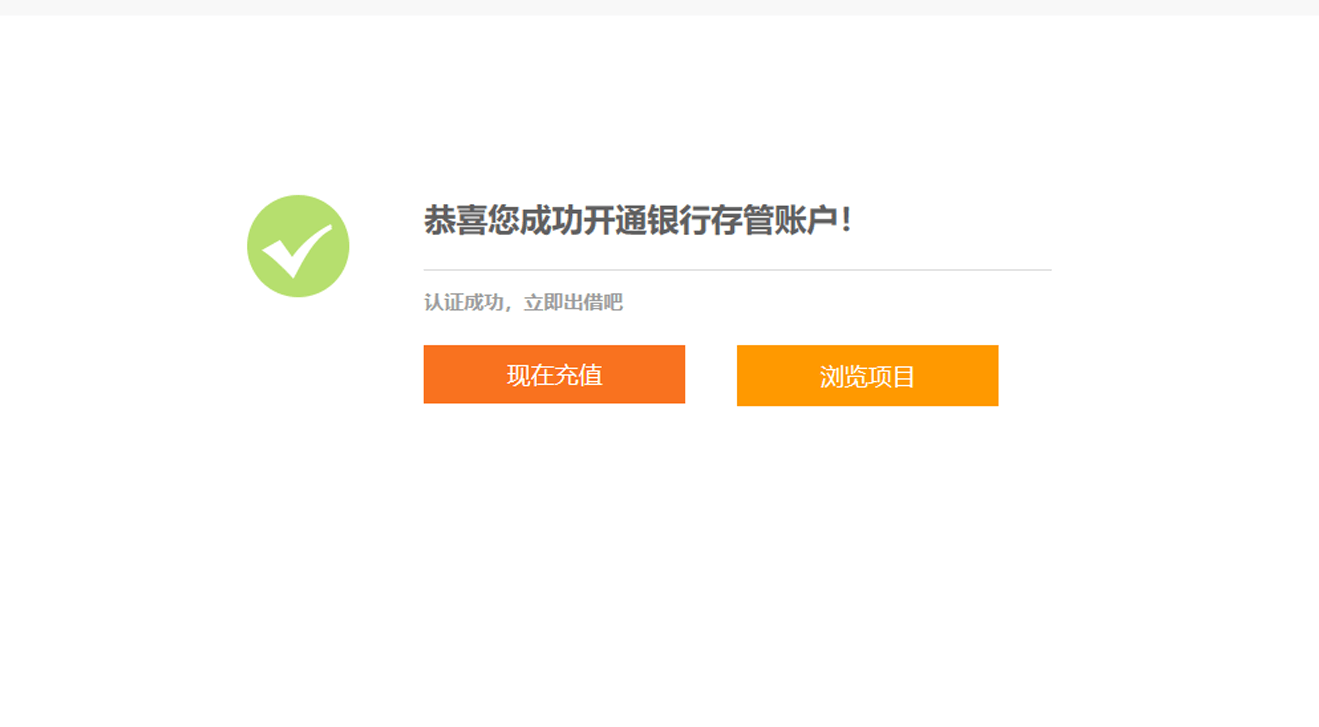 恭喜您成功开通银行存管账户！
认证成功，立即出借吧
现在充值
浏览项目